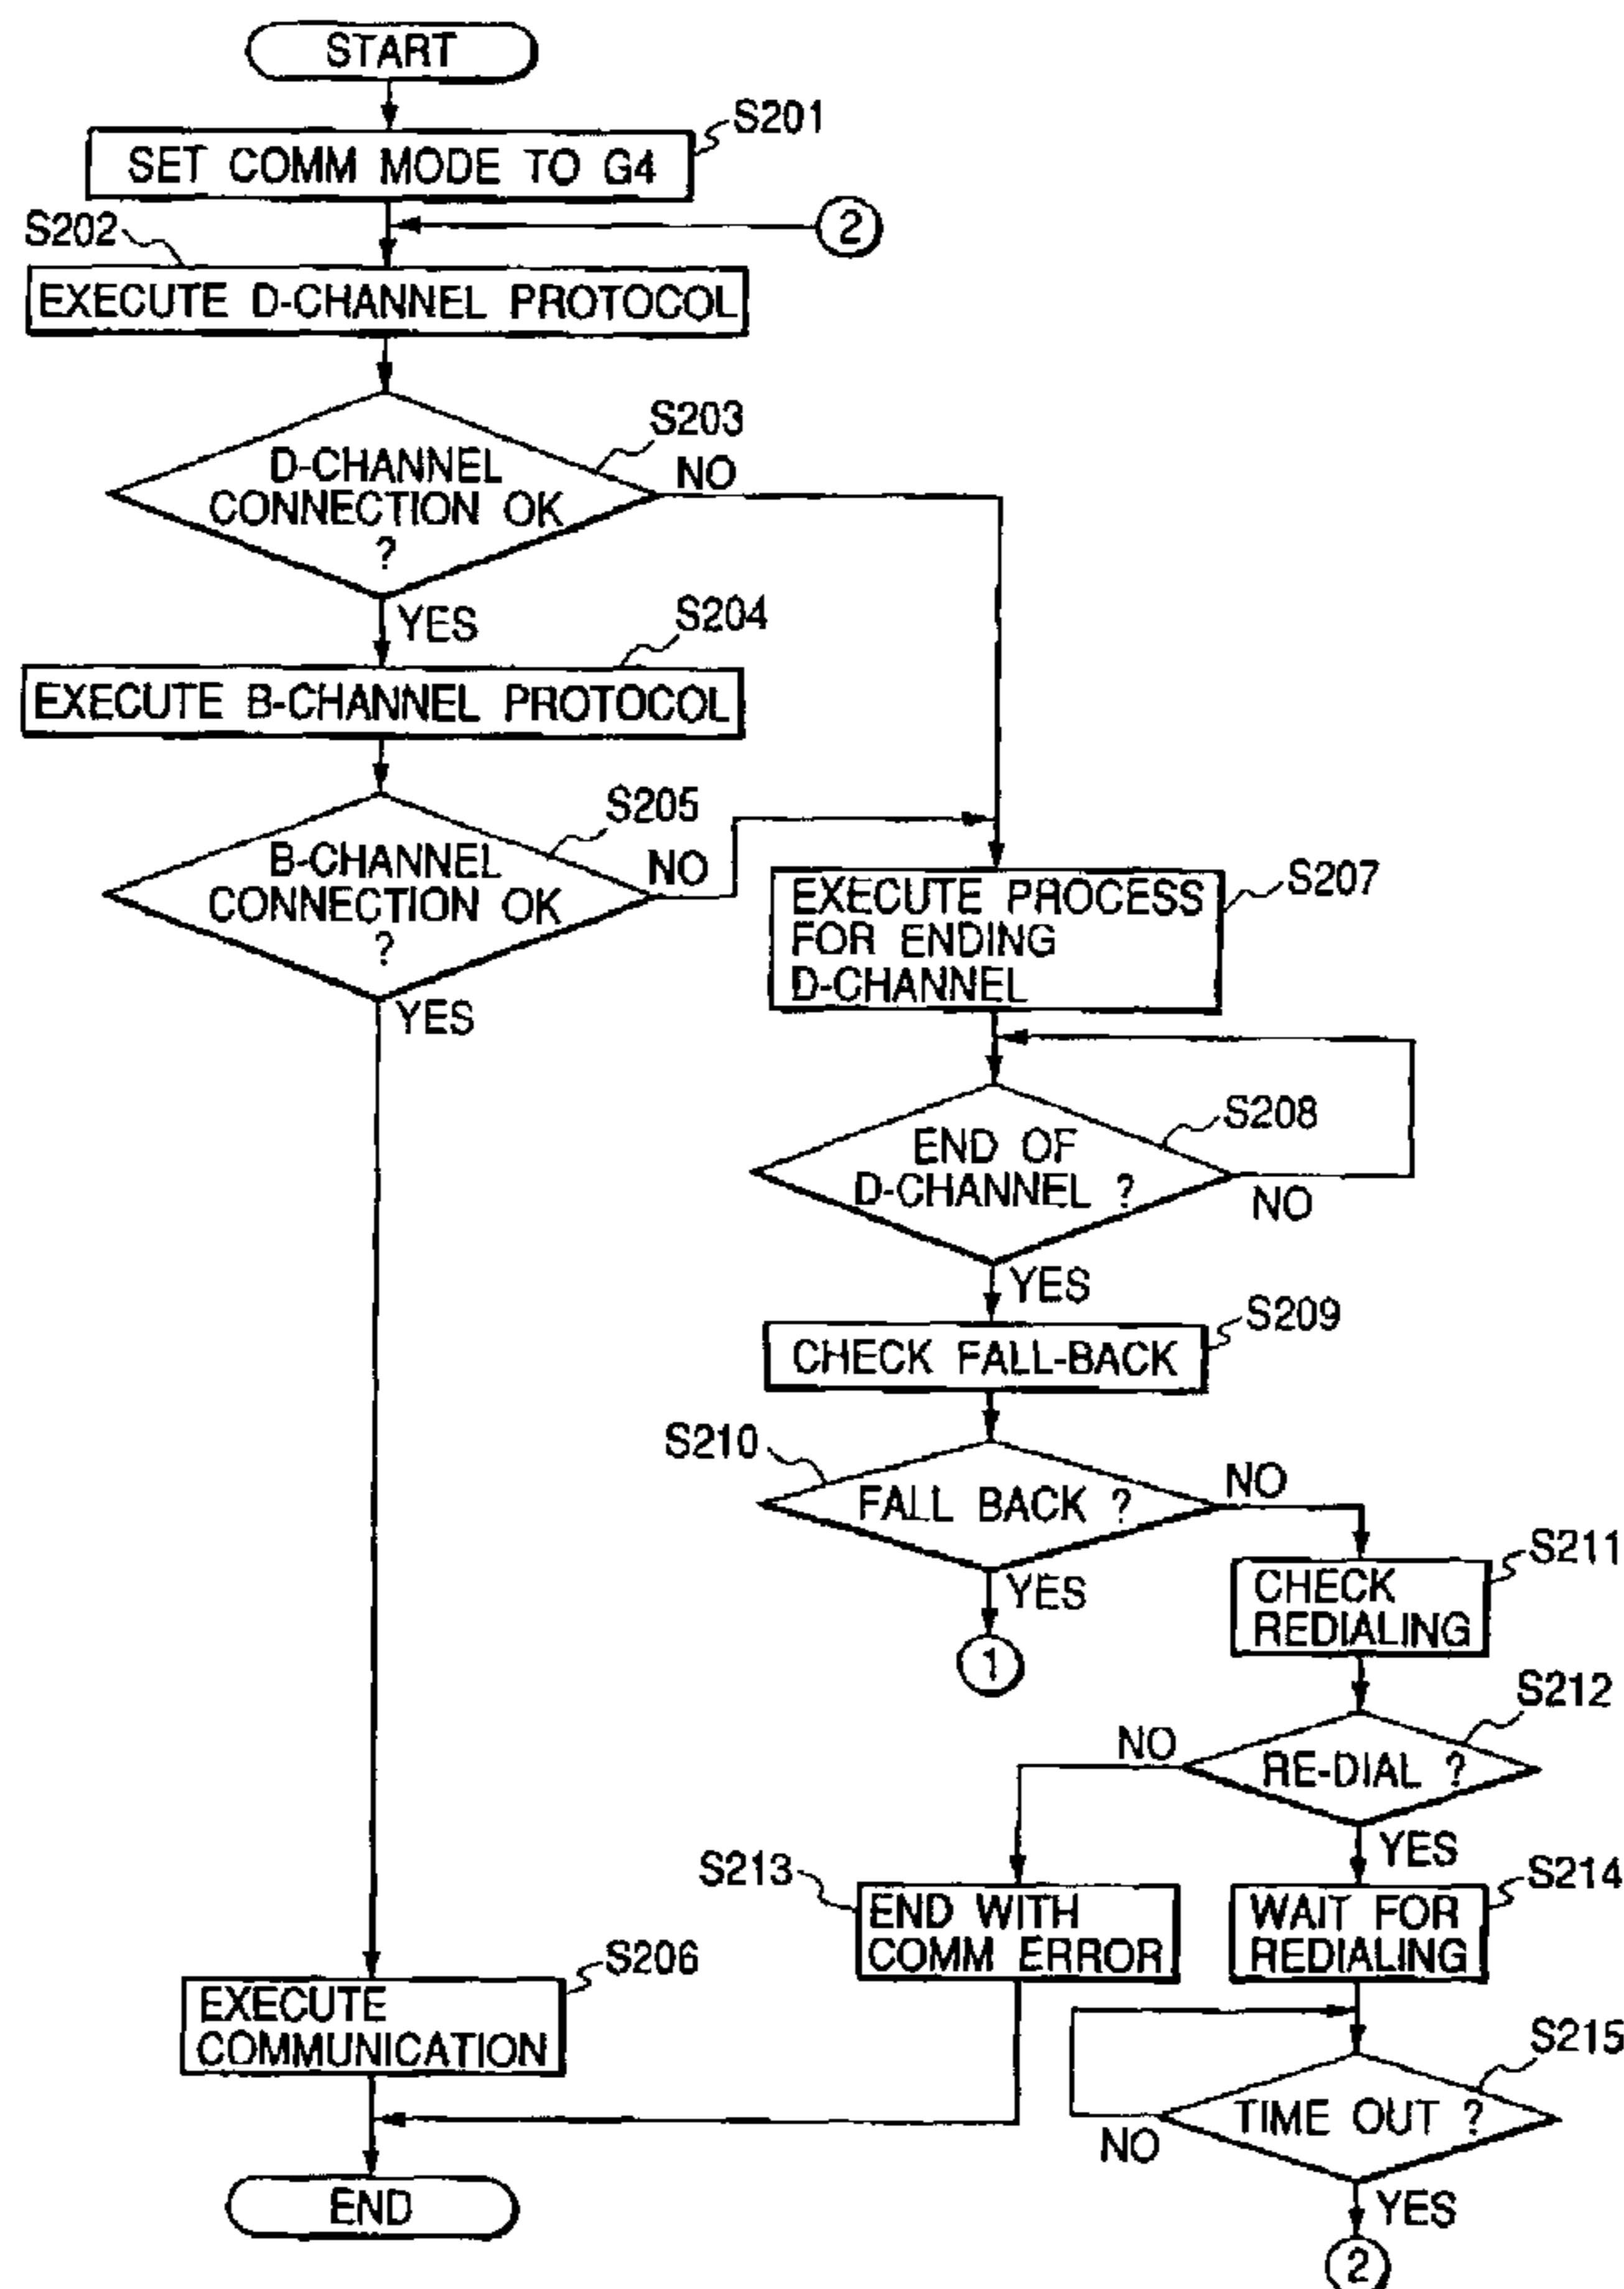 START
S201
SET COMM MODE TO G4
S202
2
EXECUTE D-CHANNEL PROTOCOL
S203
D-CHANNEL
CONNECTION OK
?
NO
YES
S204
EXECUTE B-CHANNEL PROTOCOL
S205
B-CHANNEL
CONNECTION OK
?
NO
YES
S207
EXECUTE PROCESS
FOR ENDING
D-CHANNEL
S208
END OF
D-CHANNEL ?
NO
YES
S209
CHECK FALL-BACK
S210
FALL BACK ?
NO
YES
1
S211
CHECK
REDIALING
S212
RE-DIAL ?
NO
YES
S213
END WITH
COMM ERROR
S214
WAIT FOR
REDIALING
S206
EXECUTE
COMMUNICATION
S215
TIME OUT ?
NO
YES
2
END